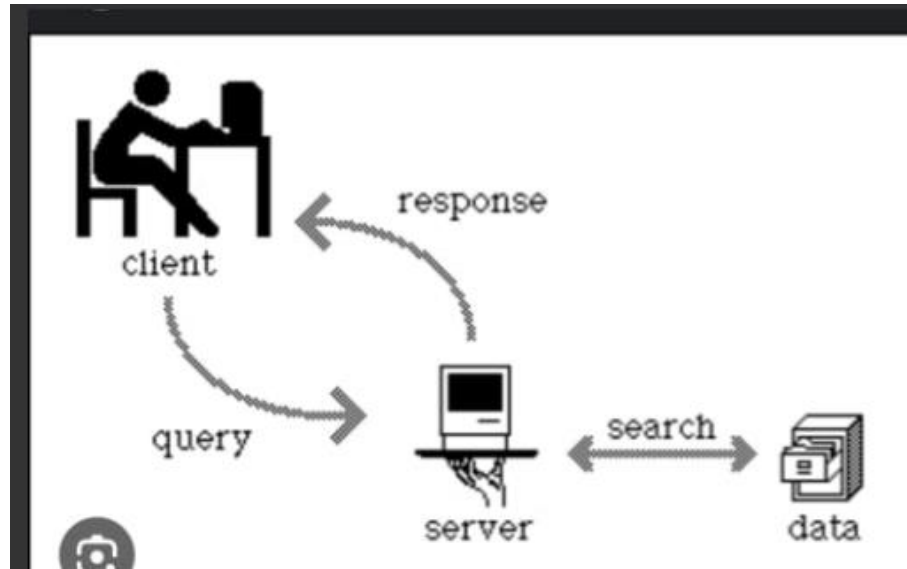 response
client
query
search
server
data